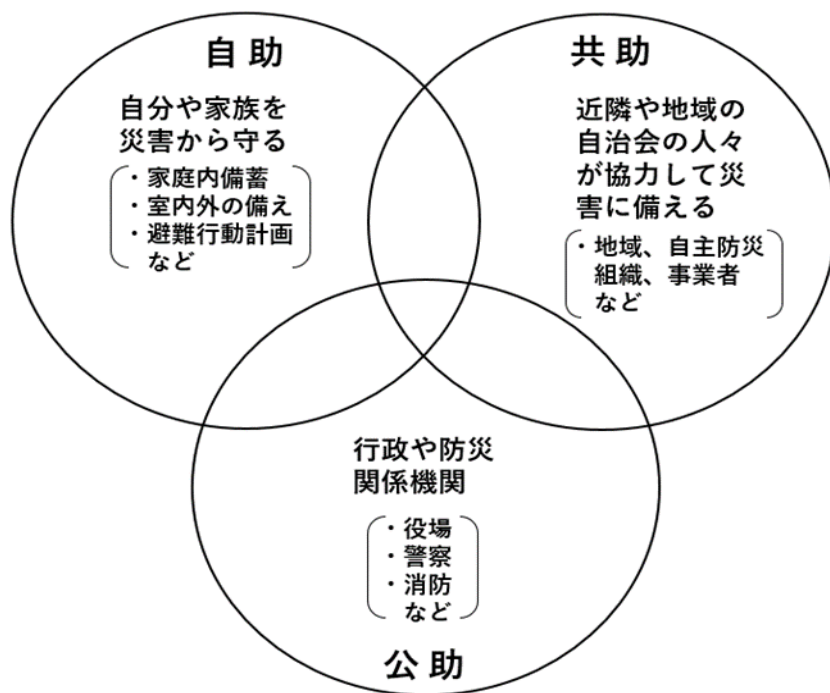 自助
自分や家族を
災害から守る
・家庭内備蓄
・室内外の備え
・避難行動計画
など
共助
近隣や地域の
自治会の人々
が協力して災
害に備える
・地域、自主防災
組織、事業者
など
行政や防災
関係機関
・役場
・警察
・消防
など
公助